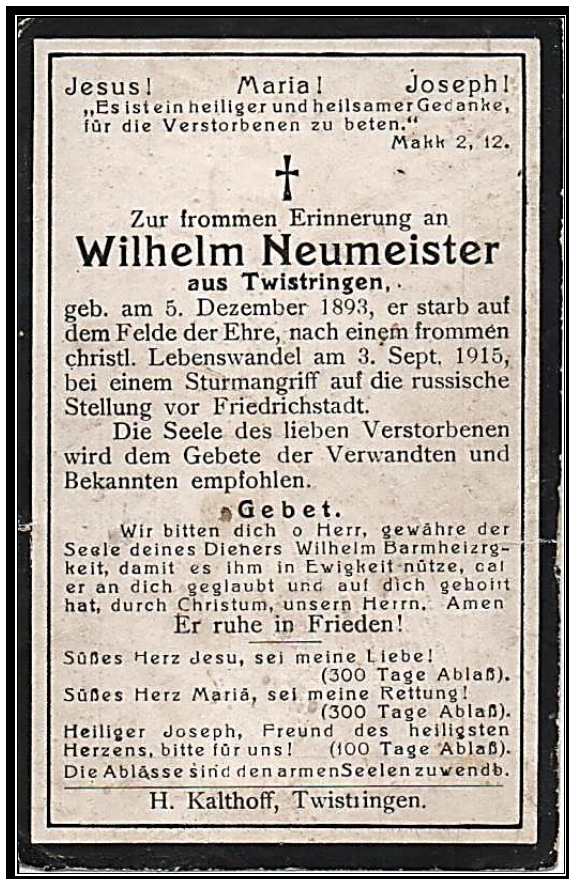 Jesus! Maria! Joseph!
„Es ist ein heiliger und heilsamer Gedanke,
für die Verstorbenen zu beten.“
Makk 2, 12.
Zur frommen Erinnerung an
Wilhelm Neumeister
aus Twistringen,
geb. am 5. Dezember 1893, er starb auf
dem Felde der Ehre, nach einem frommen
christl. Lebenswandel am 3. Sept. 1915,
bei einem Sturmangriff auf die russische
Stellung vor Friedrichstadt.
Die Seele des lieben Verstorbenen
wird dem Gebete der Verwandten und
Bekannten empfohlen.
Gebet.
Wir bitten dich o Herr, gewähre der
Seele deines Dieners Wilhelm Barmheizrg-
keit, damit es ihm in Ewigkeit nütze, caſ
er an dich geglaubt und auf dich gehofft
hat, durch Christum, unsern Herrn. Amen
Er ruhe in Frieden!
Süßes Herz Jesu, sei meine Liebe!
(300 Tage Ablaß).
Süßes Herz Mariä, sei meine Rettung!
(300 Tage Ablaß).
Heiliger Joseph, Freund des heiligsten
Herzens, bitte für uns! (100 Tage Ablaß).
Die Ablässe sind den armen Seelen zuwendb.
H. Kalthoff, Twistringen.